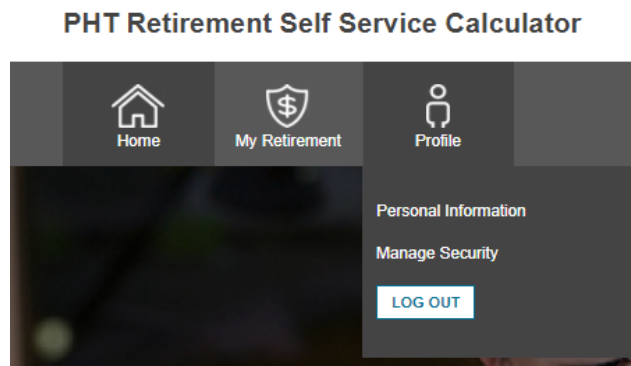 PHT Retirement Self Service Calculator
Home
My Retirement
Profile
Personal Information
Manage Security
LOG OUT